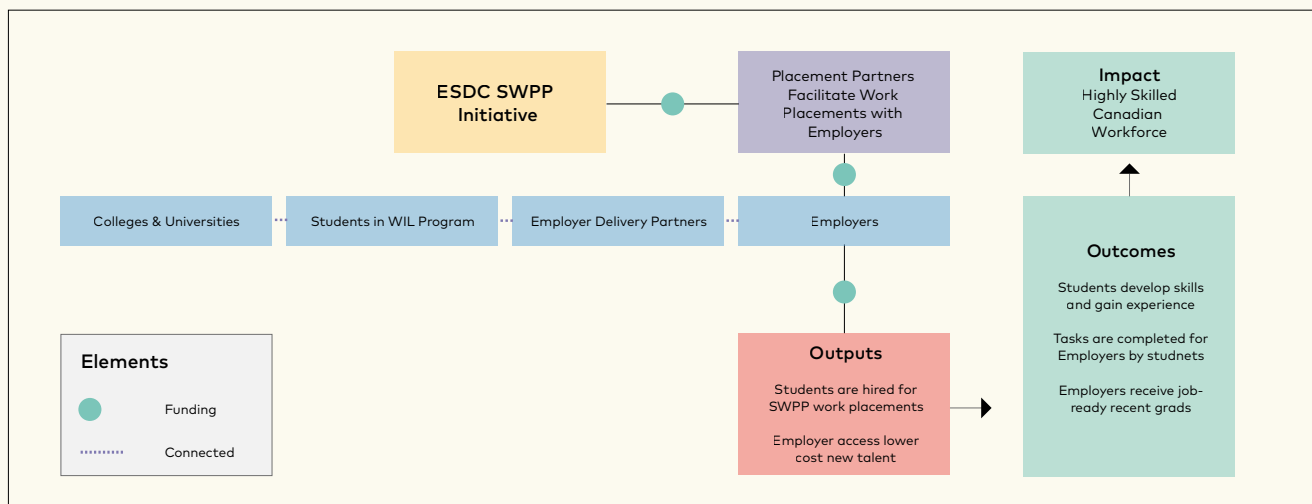 ESDC SWPP
Initiative
Placement Partners
Facilitate Work
Placements with
Employers
Impact
Highly Skilled
Canadian
Workforce
Colleges & Universities
Students in WIL Program
Employer Delivery Partners
Employers
Outcomes
Students develop skills
and gain experience
Tasks are completed for
Employers by studnets
Employers receive job-
ready recent grads
Elements
Funding
Connected
Outputs
Students are hired for
SWPP work placements
Employer access lower
cost new talent